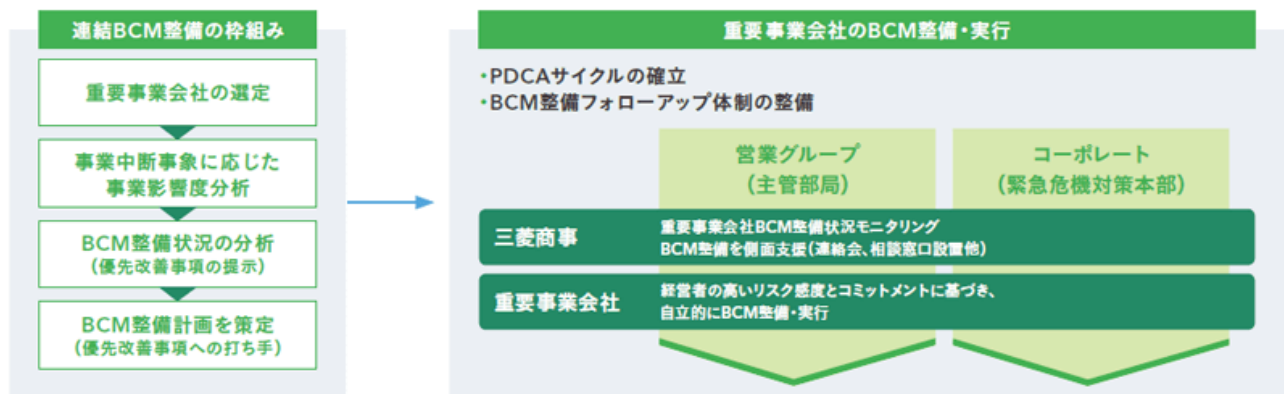 連結BCM整備の枠組み
重要事業会社の選定
事業中断事象に応じた
事業影響度分析
BCM整備状況の分析
(優先改善事項の提示)
BCM整備計画を策定
(優先改善事項への打ち手)
重要事業会社のBCM整備・実行
・PDCAサイクルの確立
・BCM整備フォローアップ体制の整備
営業グループ
(主管部局)
コーポレート
(緊急危機対策本部)
三菱商事
重要事業会社BCM整備状況モニタリング
BCM整備を側面支援(連絡会、相談窓口設置他)
重要事業会社
経営者の高いリスク感度とコミットメントに基づき、
自立的にBCM整備・実行